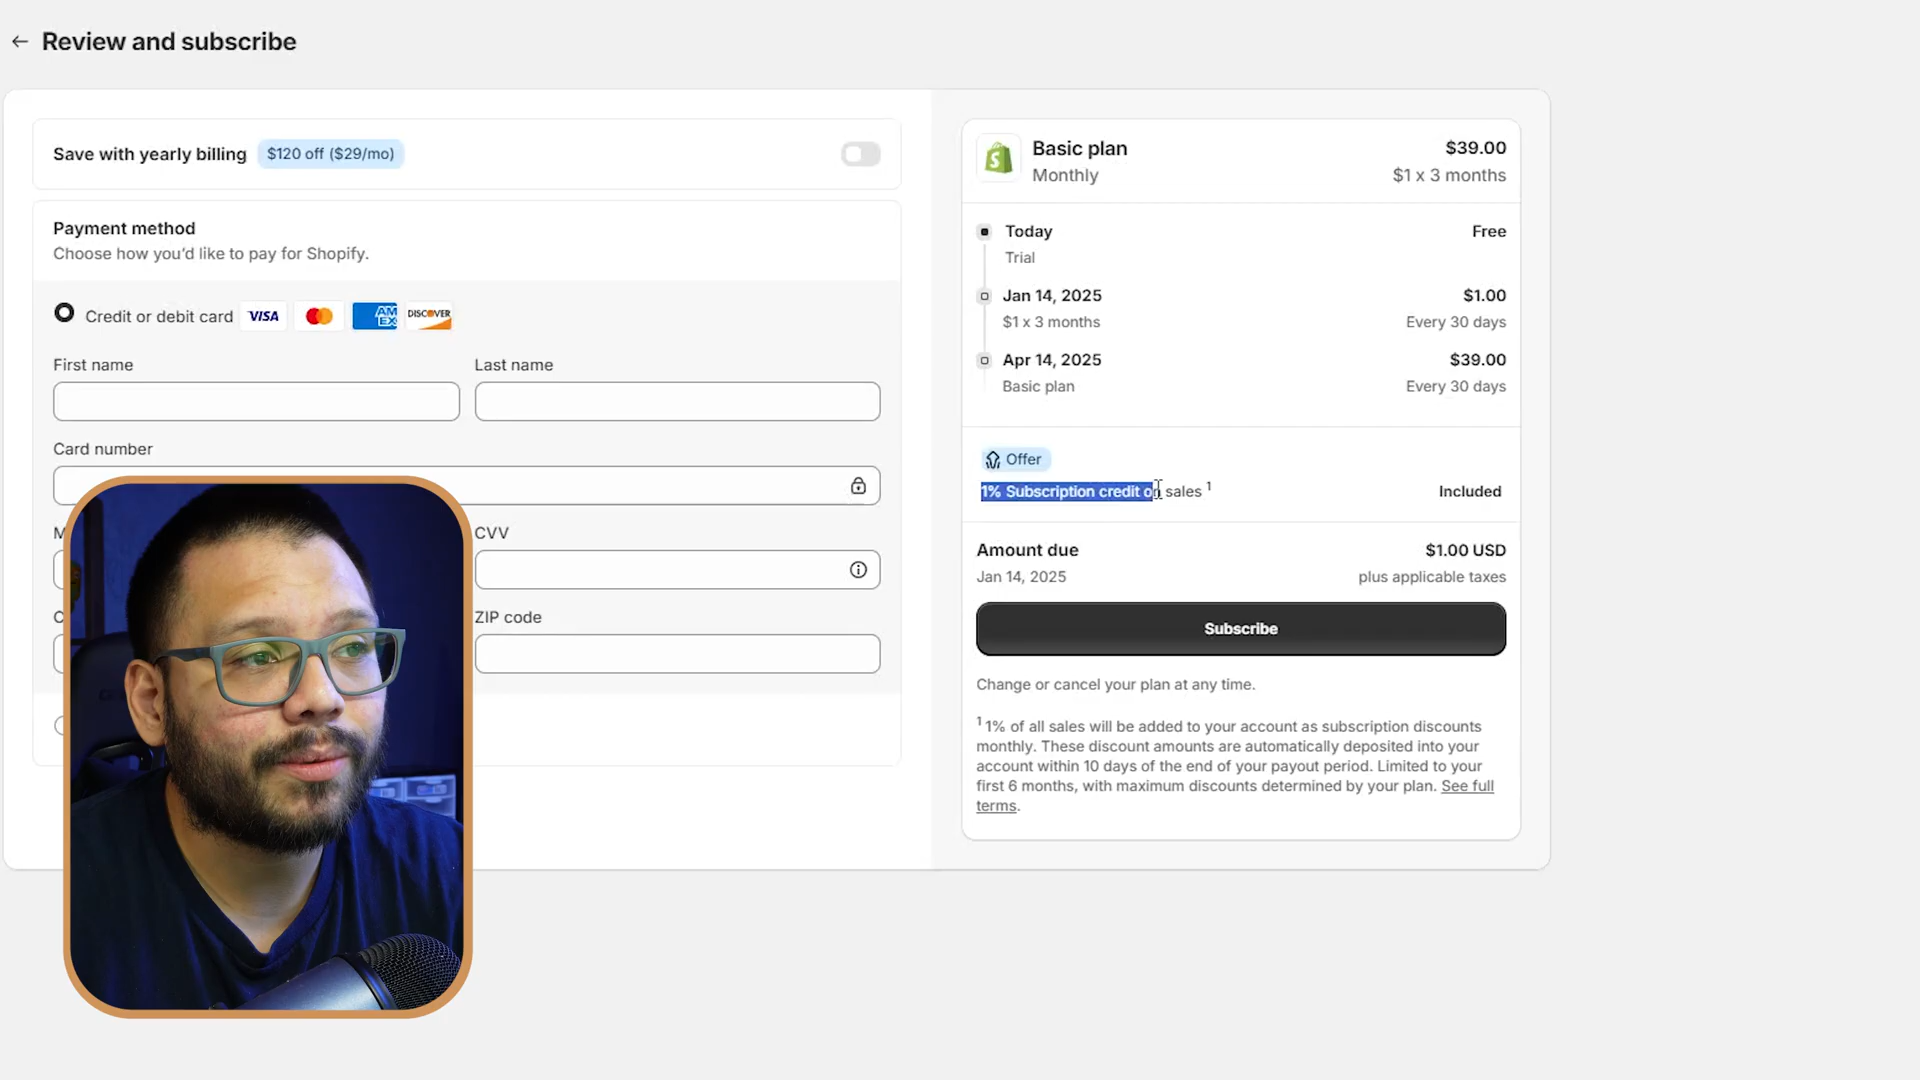 ← Review and subscribe
Save with yearly billing $120 off ($29/mo)
Payment method
Choose how you'd like to pay for Shopify.
Credit or debit card VISA AMEX DISCOVER
First name Last name
Card number
CVV
ZIP code
Basic plan $39.00
Monthly $1 x 3 months
Today Free
Trial
Jan 14, 2025 $1.00
$1 x 3 months Every 30 days
Apr 14, 2025 $39.00
Basic plan Every 30 days
Offer
1% Subscription credit on sales 1 Included
Amount due $1.00 USD
Jan 14, 2025 plus applicable taxes
Subscribe
Change or cancel your plan at any time.
1 1% of all sales will be added to your account as subscription discounts
monthly. These discount amounts are automatically deposited into your
account within 10 days of the end of your payout period. Limited to your
first 6 months, with maximum discounts determined by your plan. See full
terms.